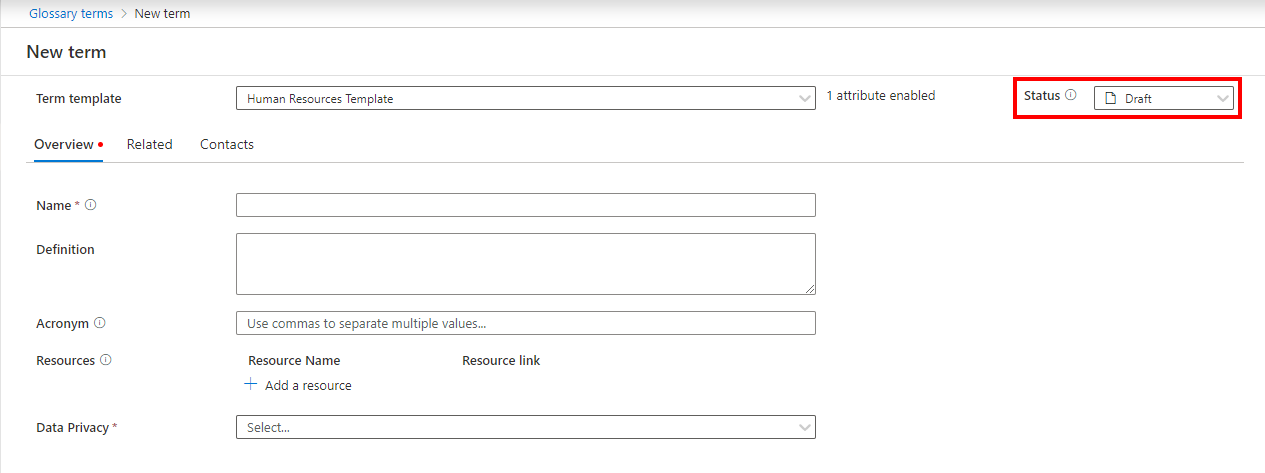 Glossary terms > New term
New term
Term template Human Resources Template 1 attribute enabled Status Draft
Overview Related Contacts
Name *
Definition
Acronym Use commas to separate multiple values...
Resources Resource Name Resource link
+ Add a resource
Data Privacy * Select...